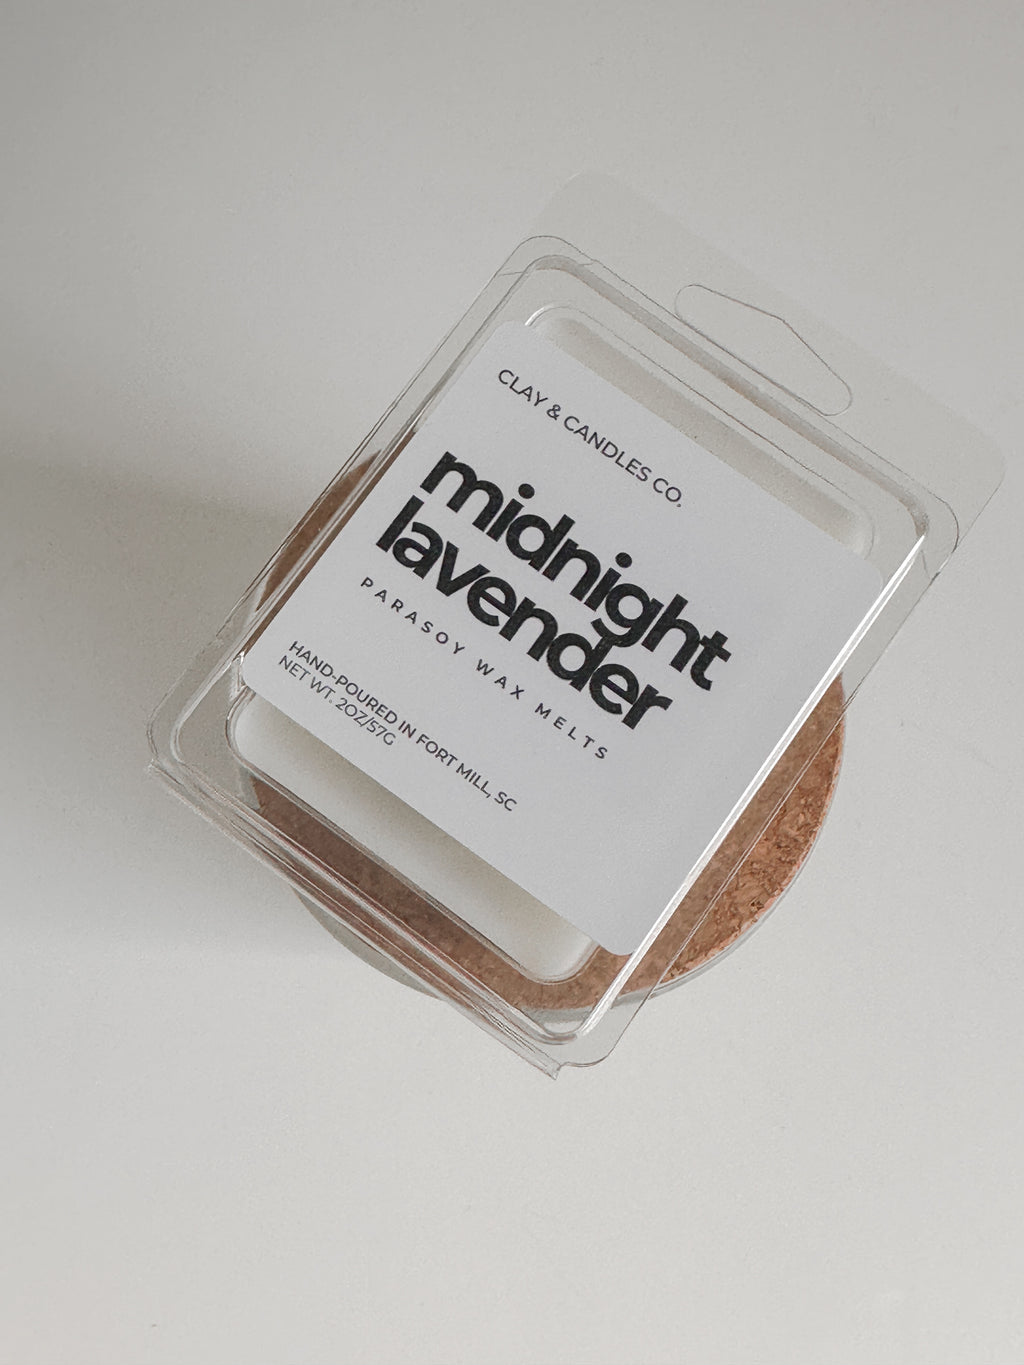 CLAY & CANDLES CO.
midnight
lavender
PARASOY WAX MELTS
HAND-POURED IN FORT MILL, SC
NET WT. 2OZ/57G